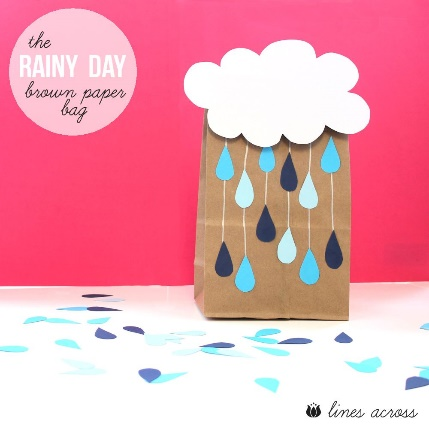 the
RAINY DAY
brown paper
bag
lines across